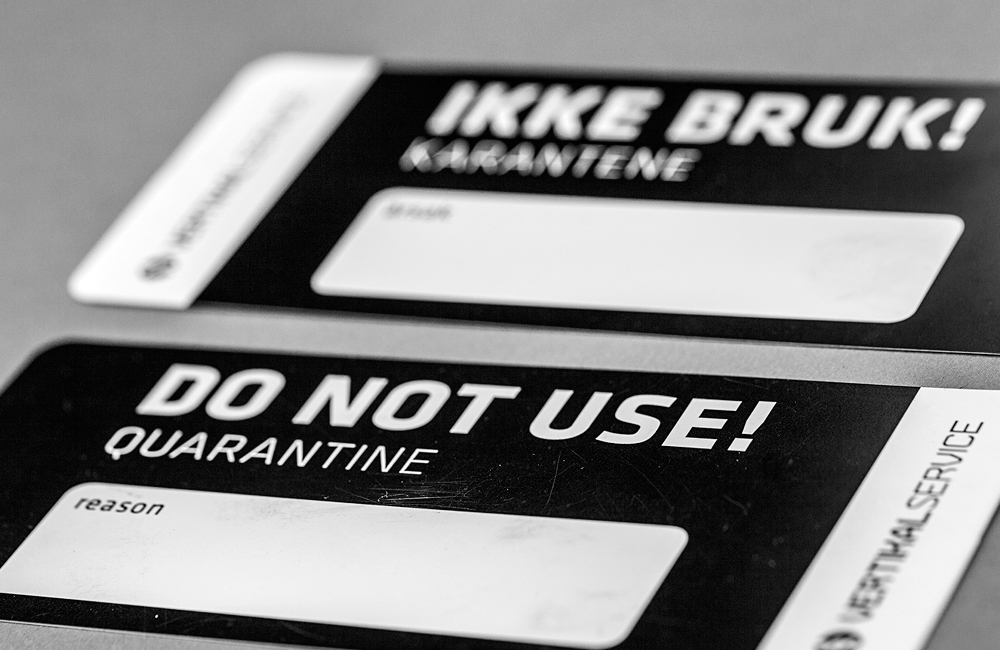 IKKE BRUK!
KARANTENE
DO NOT USE!
QUARANTINE
reason
VERTIKALSERVICE